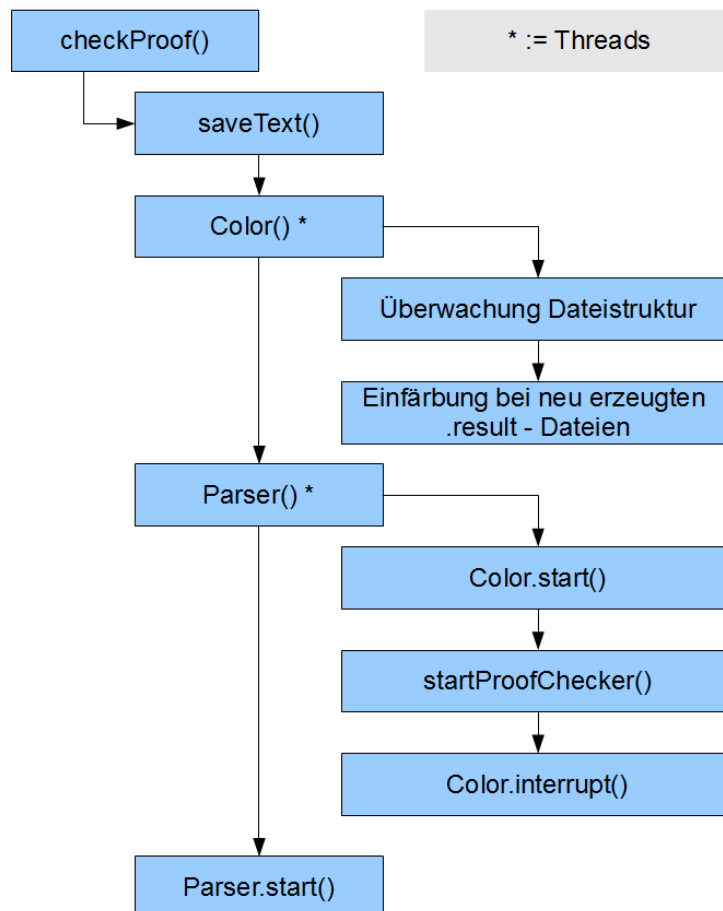 checkProof()
* := Threads
saveText()
Color() *
Überwachung Dateistruktur
Einfärbung bei neu erzeugten
.result - Dateien
Parser() *
Color.start()
startProofChecker()
Color.interrupt()
Parser.start()